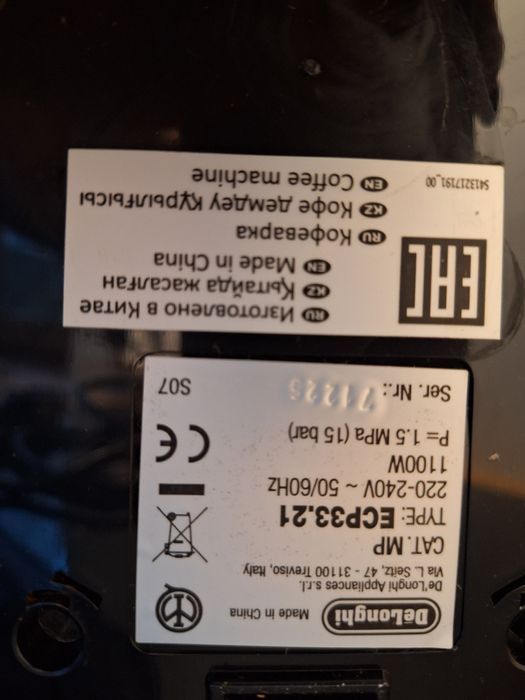 DeLonghi Made in China
De'Longhi Appliances s.r.l.
Via L. Seitz, 47 - 31100 Treviso, Italy
CAT. MP
TYPE: ECP33.21
220-240V ~ 50/60Hz
1100W
P= 1.5 MPa (15 bar)
CE
Ser. Nr.: S07
EAC
RU Изготовлено в Китае
KZ Қытайда жасалған
EN Made in China
RU Кофеварка
KZ Кофе демдеу Құрылғысы
EN Coffee machine
5413217191_00